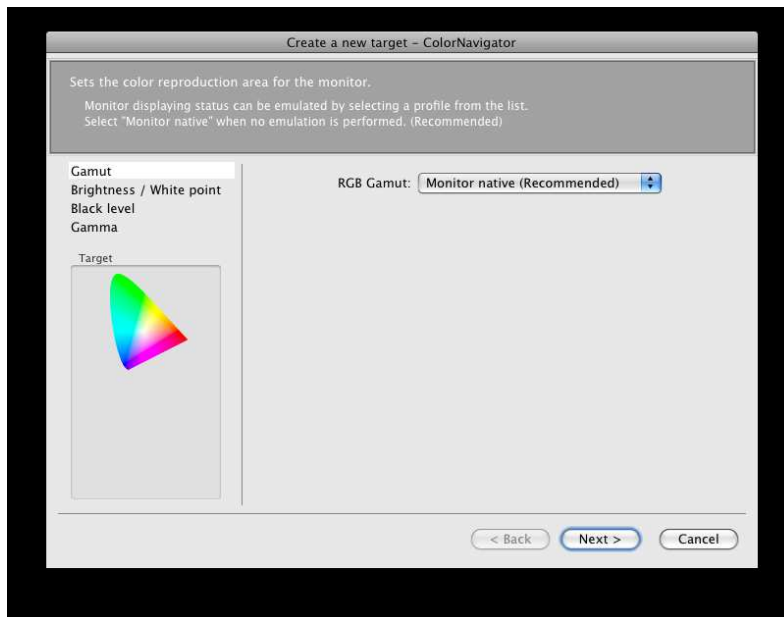 Create a new target – ColorNavigator
Sets the color reproduction area for the monitor.
Monitor displaying status can be emulated by selecting a profile from the list.
Select "Monitor native" when no emulation is performed. (Recommended)
Gamut
Brightness / White point
Black level
Gamma
Target
RGB Gamut: Monitor native (Recommended)
< Back Next > Cancel